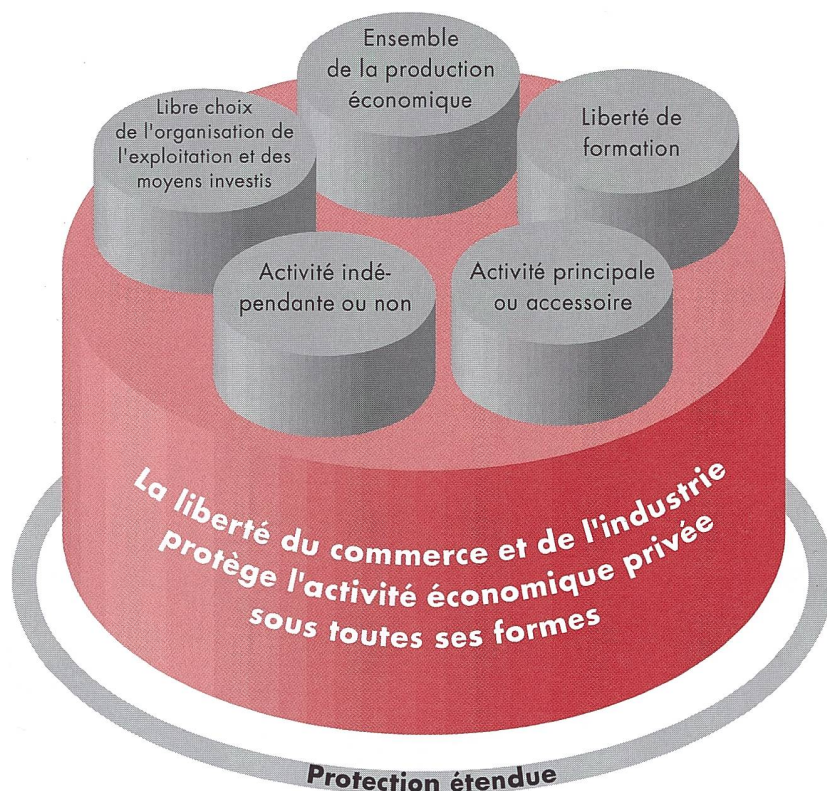 Ensemble
de la production
économique
Libre choix
de l'organisation de
l'exploitation et des
moyens investis
Liberté de
formation
Activité indé-
pendante ou non
Activité principale
ou accessoire
La liberté du commerce et de l'industrie
protège l'activité économique privée
sous toutes ses formes
Protection étendue